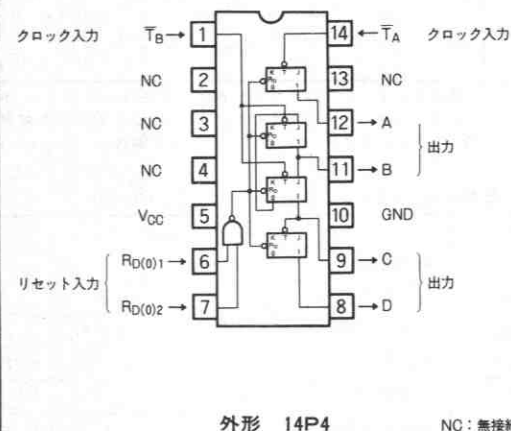 クロック入力 T̅B 1 14 T̅A クロック入力
NC 2 13 NC
NC 3 12 A
NC 4 11 B 出力
VCC 5 10 GND
RD(0)1 6 9 C
リセット入力 出力
RD(0)2 7 8 D
外形 14P4 NC:無接続